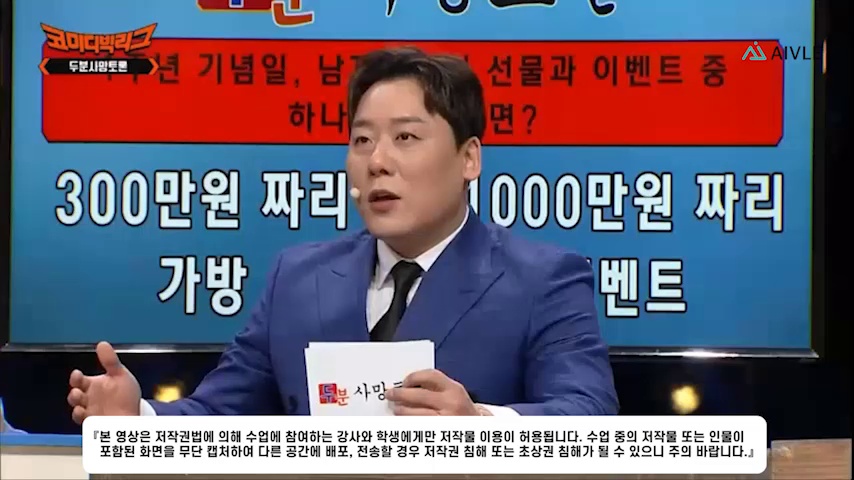 코미디빅리그
두분사망토론
AIVLE
년 기념일, 선물과 이벤트 중
하나 면?
300만원 짜리 1000만원 짜리
가방 벤트
두분 사망
『본 영상은 저작권법에 의해 수업에 참여하는 강사와 학생에게만 저작물 이용이 허용됩니다. 수업 중의 저작물 또는 인물이
포함된 화면을 무단 캡처하여 다른 공간에 배포, 전송할 경우 저작권 침해 또는 초상권 침해가 될 수 있으니 주의 바랍니다.』